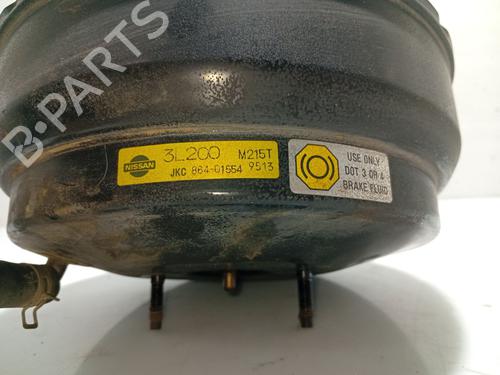 B-PARTS
NISSAN
3L200 M215T
JKC 864-01554 9513
USE ONLY
DOT 3 OR 4
BRAKE FLUID